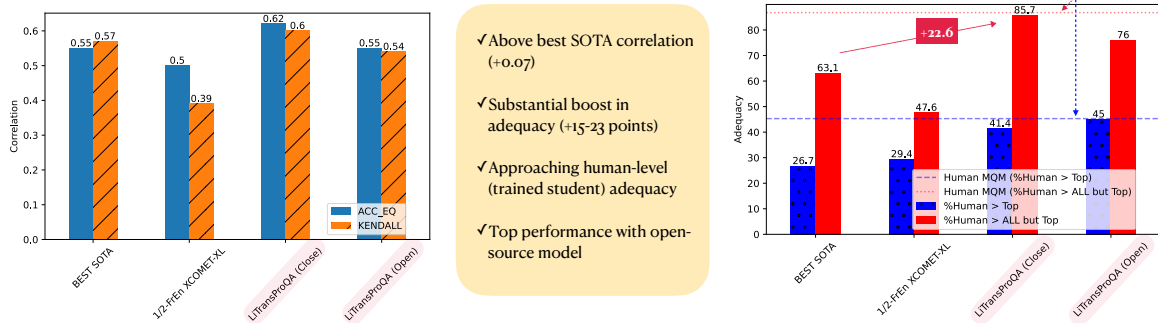 0.6
0.5
0.4
0.3
0.2
0.1
0,0
Correlation
0.55
0.57
0.5
0.39
0.62
0.6
0.55
0.54
ACC_EQ
KENDALL
BEST SOTA
1/2-FrEn XCOMET-XL
LiTransProQA (Close)
LiTransProQA (Open)
✓Above best SOTA correlation
(+0.07)
✓Substantial boost in
adequacy (+15-23 points)
✓Approaching human-level
(trained student) adequacy
✓Top performance with open-
source model
80
70
60
50
40
30
20
10
0
Adequacy
+22.6
26.7
63.1
29.4
47.6
41.4
85.7
45
76
Human MQM (%Human > Top)
Human MQM (%Human > ALL but Top)
%Human > Top
%Human > ALL but Top
BEST SOTA
1/2-FrEn XCOMET-XL
LiTransProQA (Close)
LiTransProQA (Open)